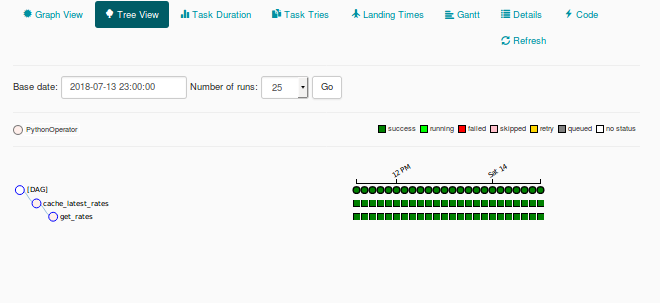 Graph View Tree View Task Duration Task Tries Landing Times Gantt Details Code
Refresh
Base date: 2018-07-13 23:00:00 Number of runs: 25 Go
PythonOperator success running failed skipped retry queued no status
12 PM Sat 14
[DAG]
cache_latest_rates
get_rates